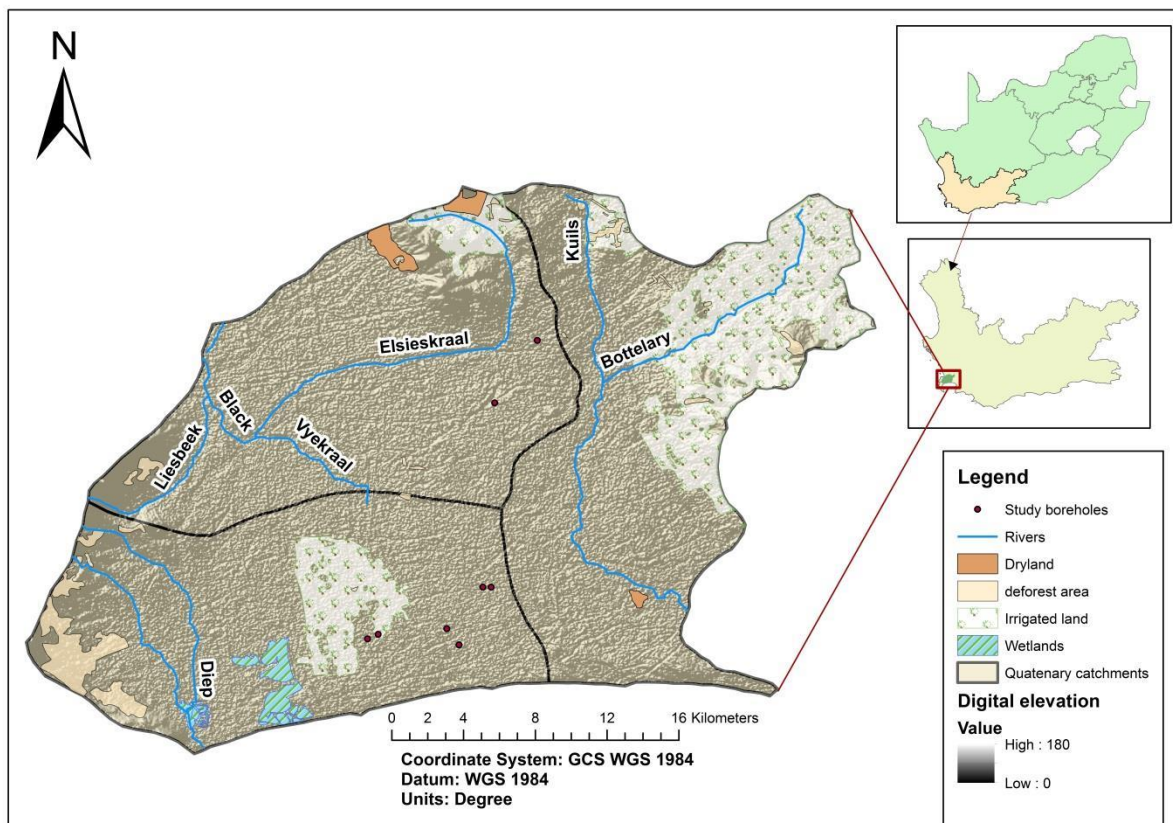 N
Kuils
Elsieskraal
Bottelary
Black
Liesbeek
Vyekraal
Diep
0 2 4 8 12 16 Kilometers
Coordinate System: GCS WGS 1984
Datum: WGS 1984
Units: Degree
Legend
Study boreholes
Rivers
Dryland
deforest area
Irrigated land
Wetlands
Quatenary catchments
Digital elevation
Value
High : 180
Low : 0